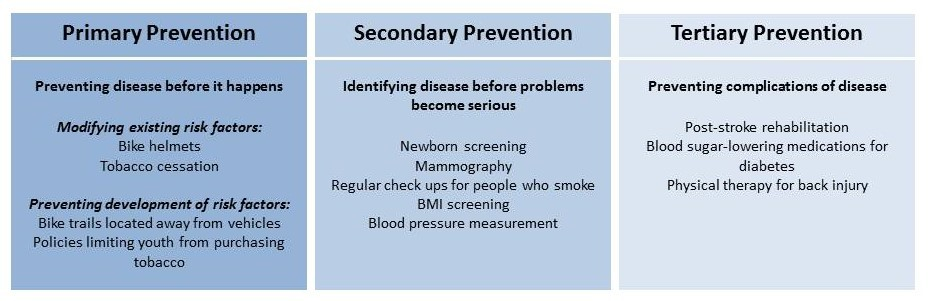 Primary Prevention
Preventing disease before it happens
Modifying existing risk factors:
Bike helmets
Tobacco cessation
Preventing development of risk factors:
Bike trails located away from vehicles
Policies limiting youth from purchasing
tobacco
Secondary Prevention
Identifying disease before problems
become serious
Newborn screening
Mammography
Regular check ups for people who smoke
BMI screening
Blood pressure measurement
Tertiary Prevention
Preventing complications of disease
Post-stroke rehabilitation
Blood sugar-lowering medications for
diabetes
Physical therapy for back injury